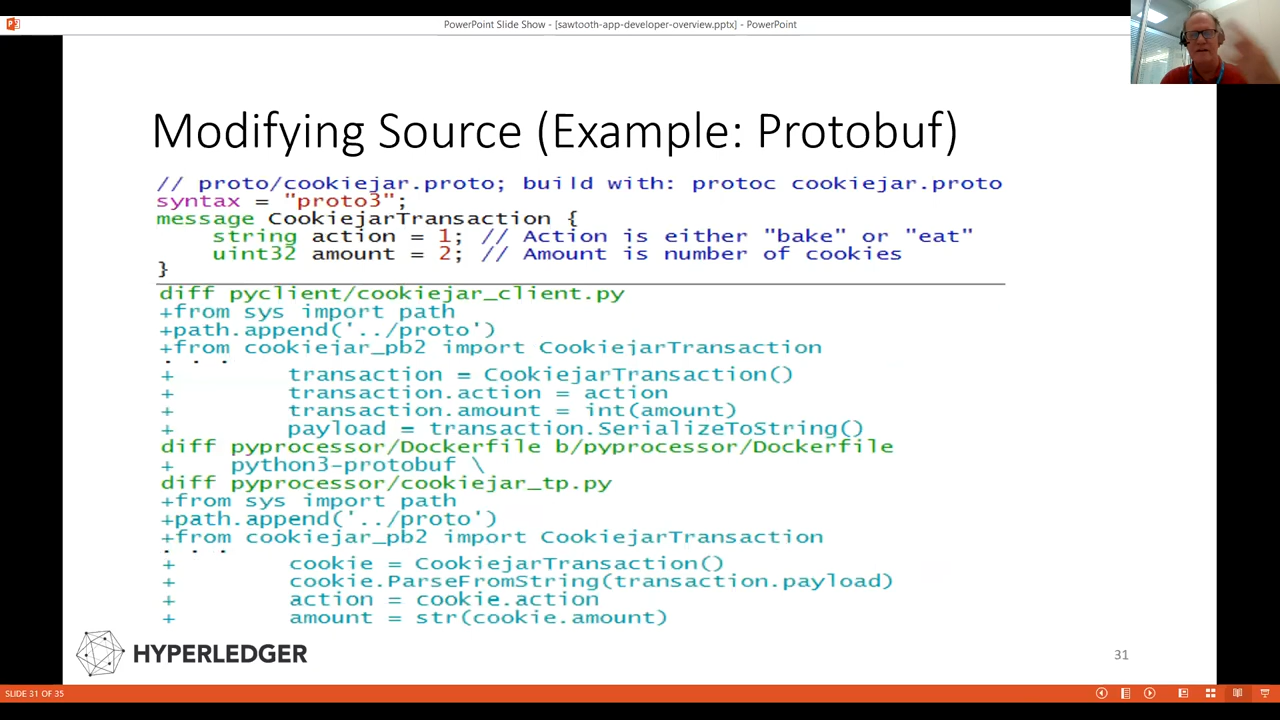 PowerPoint Slide Show - [sawtooth-app-developer-overview.pptx] - PowerPoint
Modifying Source (Example: Protobuf)
// proto/cookiejar.proto; build with: protoc cookiejar.proto
syntax = "proto3";
message CookiejarTransaction {
string action = 1; // Action is either "bake" or "eat"
uint32 amount = 2; // Amount is number of cookies
}
diff pyclient/cookiejar_client.py
+from sys import path
+path.append('../proto')
+from cookiejar_pb2 import CookiejarTransaction
. . .
+ transaction = CookiejarTransaction()
+ transaction.action = action
+ transaction.amount = int(amount)
+ payload = transaction.SerializeToString()
diff pyprocessor/Dockerfile b/pyprocessor/Dockerfile
+ python3-protobuf \
diff pyprocessor/cookiejar_tp.py
+from sys import path
+path.append('../proto')
+from cookiejar_pb2 import CookiejarTransaction
. . .
+ cookie = CookiejarTransaction()
+ cookie.ParseFromString(transaction.payload)
+ action = cookie.action
+ amount = str(cookie.amount)
HYPERLEDGER
31
SLIDE 31 OF 35